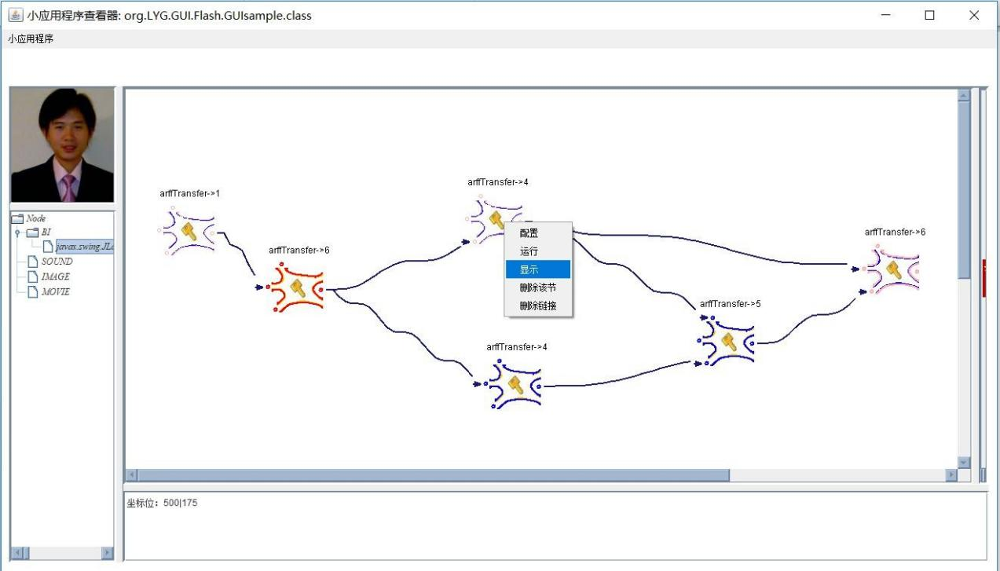 小应用程序查看器: org.LYG.GUI.Flash.GUIsample.class
小应用程序
Node
BI
javax.swing.JLa
SOUND
IMAGE
MOVIE
arffTransfer->1
arffTransfer->6
arffTransfer->4
配置
运行
显示
删除该节
删除链接
arffTransfer->6
arffTransfer->5
arffTransfer->4
坐标位：500|175